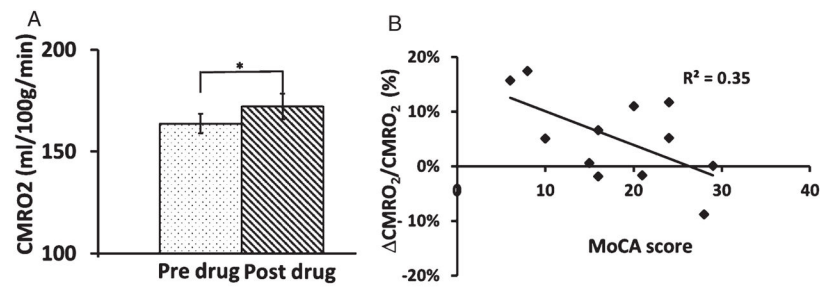 A
CMRO2 (ml/100g/min)
200
150
100
*
Pre drug Post drug
B
ΔCMRO₂/CMRO₂ (%)
20%
10%
0%
- 10%
-20%
0 10 20 30 40
R² = 0.35
MoCA score